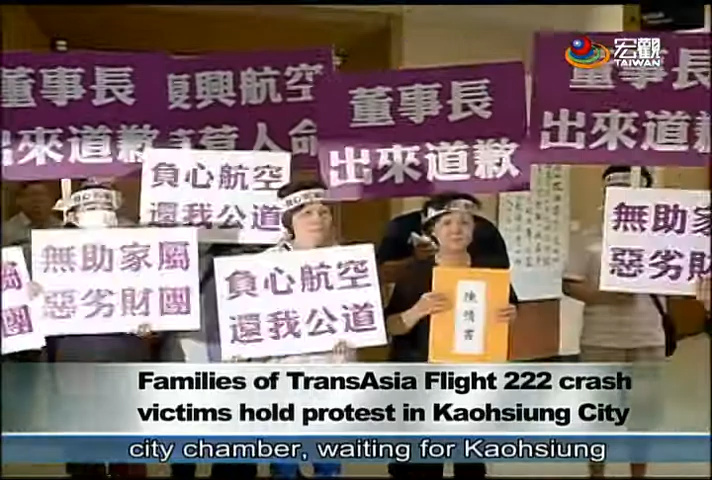 宏觀
TAIWAN
董事長
出來道歉
復興航空
人命
董事長
出來道歉
董事長
出來道歉
負心航空
還我公道
無助家屬
惡劣財團
負心航空
還我公道
陳情書
無助家
惡劣財
屬
團
Families of TransAsia Flight 222 crash
victims hold protest in Kaohsiung City
city chamber, waiting for Kaohsiung